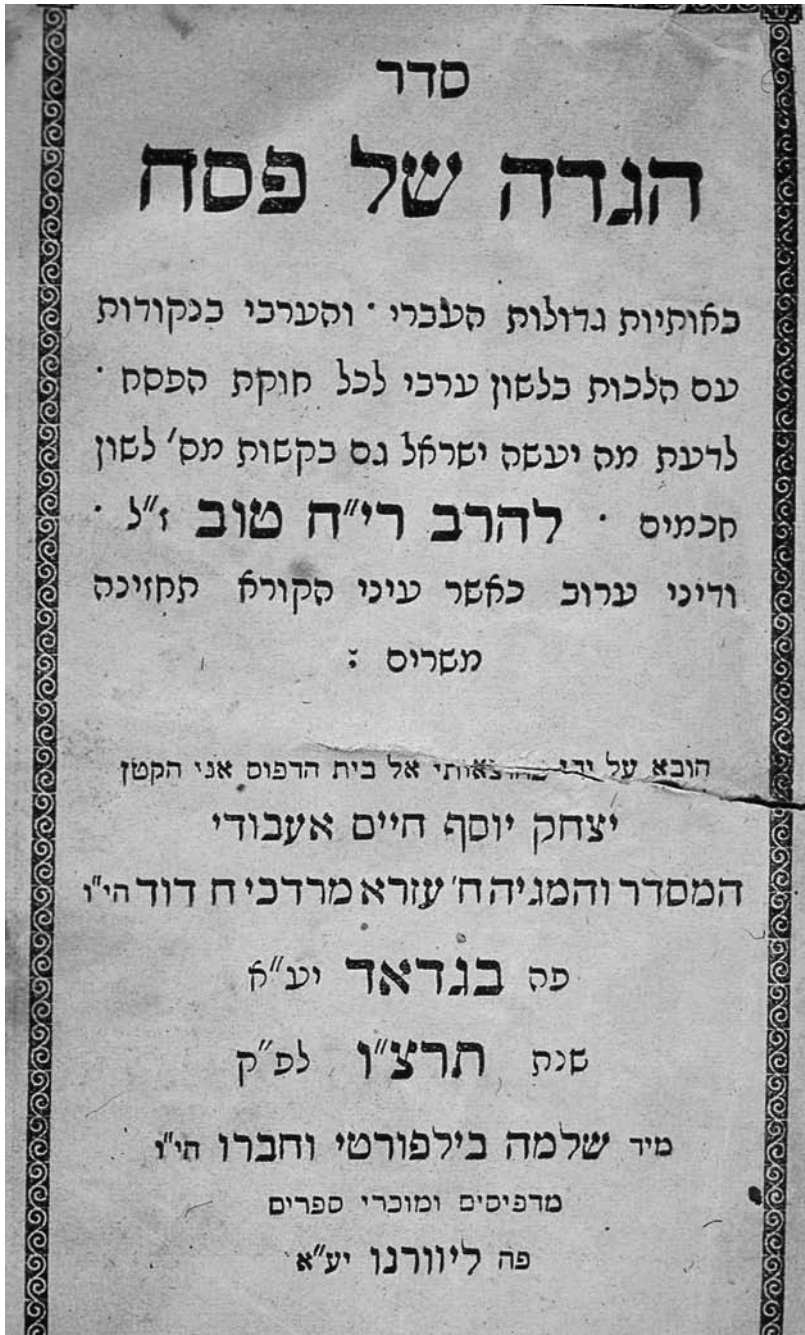 סדר
הגדה של פסח
באותיות גדולות העברי · והערבי בנקודות
עם הלכות בלשון ערבי לכל חוקת הפסח ·
לדעת מה יעשה ישראל גם בקשות מס׳ לשון
חכמים · להרב רי״ח טוב ז״ל ·
ודיני ערוב כאשר עיני הקורא תחזינה
משרים :
הובא על ידי אל בית הדפוס אני הקטן
יצחק יוסף חיים אעבודי
המסדר והמגיה ח׳ עזרא מרדכי ח דוד הי״ו
פה בגדאד יע״א
שנת תרצ״ו לפ״ק
מיד שלמה בילפורטי וחברו הי״ו
מדפיסים ומוכרי ספרים
פה ליוורנו יע״א